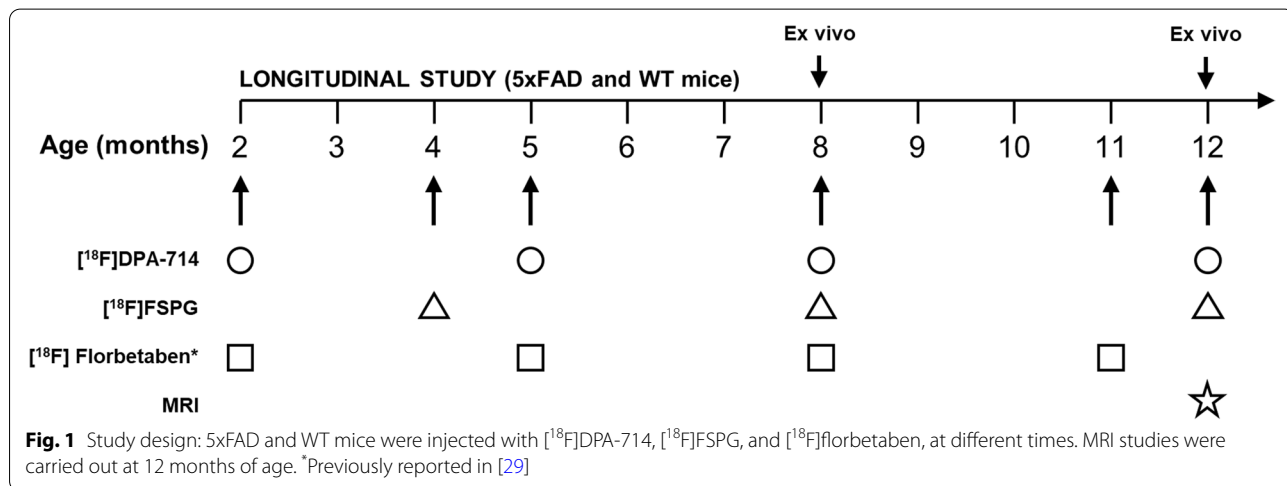 Ex vivo Ex vivo
LONGITUDINAL STUDY (5xFAD and WT mice)
Age (months) 2 3 4 5 6 7 8 9 10 11 12
[18F]DPA-714
[18F]FSPG
[18F] Florbetaben*
MRI
Fig. 1 Study design: 5xFAD and WT mice were injected with [18F]DPA-714, [18F]FSPG, and [18F]florbetaben, at different times. MRI studies were
carried out at 12 months of age. *Previously reported in [29]